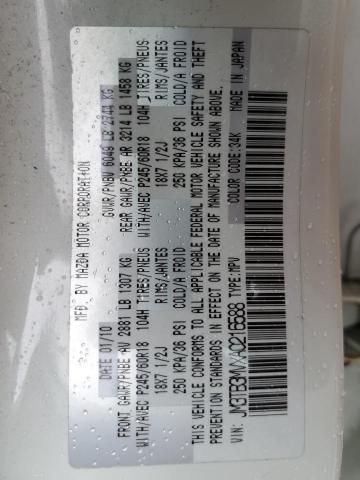 MFD. BY MAZDA MOTOR CORPORATION
DATE 01/10 GVWR/PNBV 6049 LB 2744 KG
FRONT GAWR/PNBE AV 2881 LB 1307 KG REAR GAWR/PNBE AR 3214 LB 1458 KG
WITH/AVEC P245/60R18 104H TIRES/PNEUS WITH/AVEC P245/60R18 104H TIRES/PNEUS
18X7 1/2J RIMS/JANTES 18X7 1/2J RIMS/JANTES
250 KPA/36 PSI COLD/A FROID 250 KPA/36 PSI COLD/A FROID
THIS VEHICLE CONFORMS TO ALL APPLICABLE FEDERAL MOTOR VEHICLE SAFETY AND THEFT
PREVENTION STANDARDS IN EFFECT ON THE DATE OF MANUFACTURE SHOWN ABOVE.
VIN: TYPE:MPV COLOR CODE:34K MADE IN JAPAN